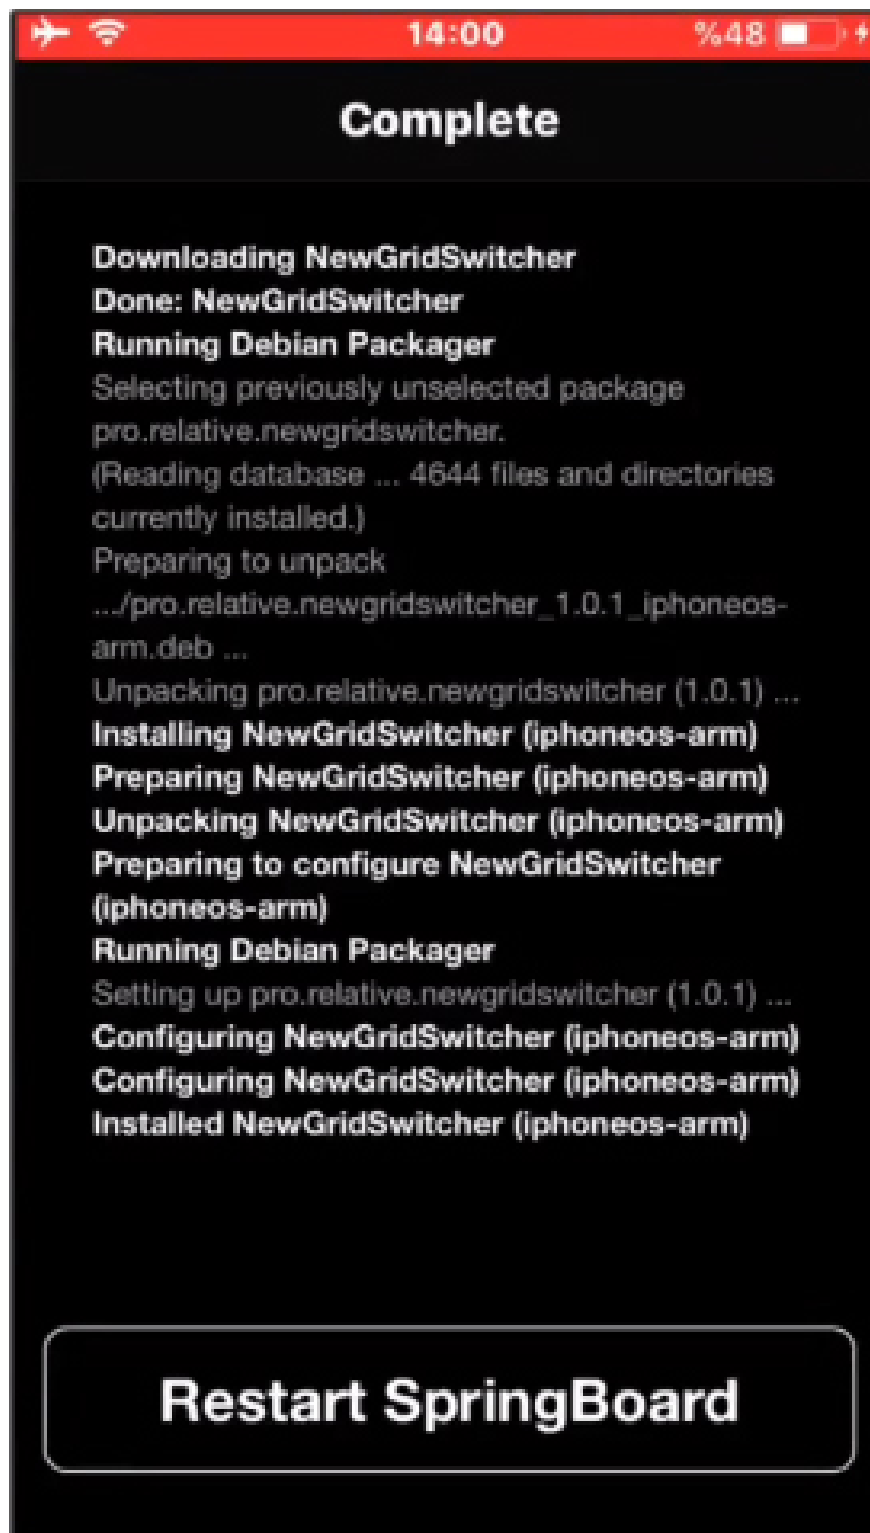 14:00
%48
Complete
Downloading NewGridSwitcher
Done: NewGridSwitcher
Running Debian Packager
Selecting previously unselected package
pro.relative.newgridswitcher.
(Reading database ... 4644 files and directories
currently installed.)
Preparing to unpack
.../pro.relative.newgridswitcher_1.0.1_iphoneos-
arm.deb ...
Unpacking pro.relative.newgridswitcher (1.0.1) ...
Installing NewGridSwitcher (iphoneos-arm)
Preparing NewGridSwitcher (iphoneos-arm)
Unpacking NewGridSwitcher (iphoneos-arm)
Preparing to configure NewGridSwitcher
(iphoneos-arm)
Running Debian Packager
Setting up pro.relative.newgridswitcher (1.0.1) ...
Configuring NewGridSwitcher (iphoneos-arm)
Configuring NewGridSwitcher (iphoneos-arm)
Installed NewGridSwitcher (iphoneos-arm)
Restart SpringBoard